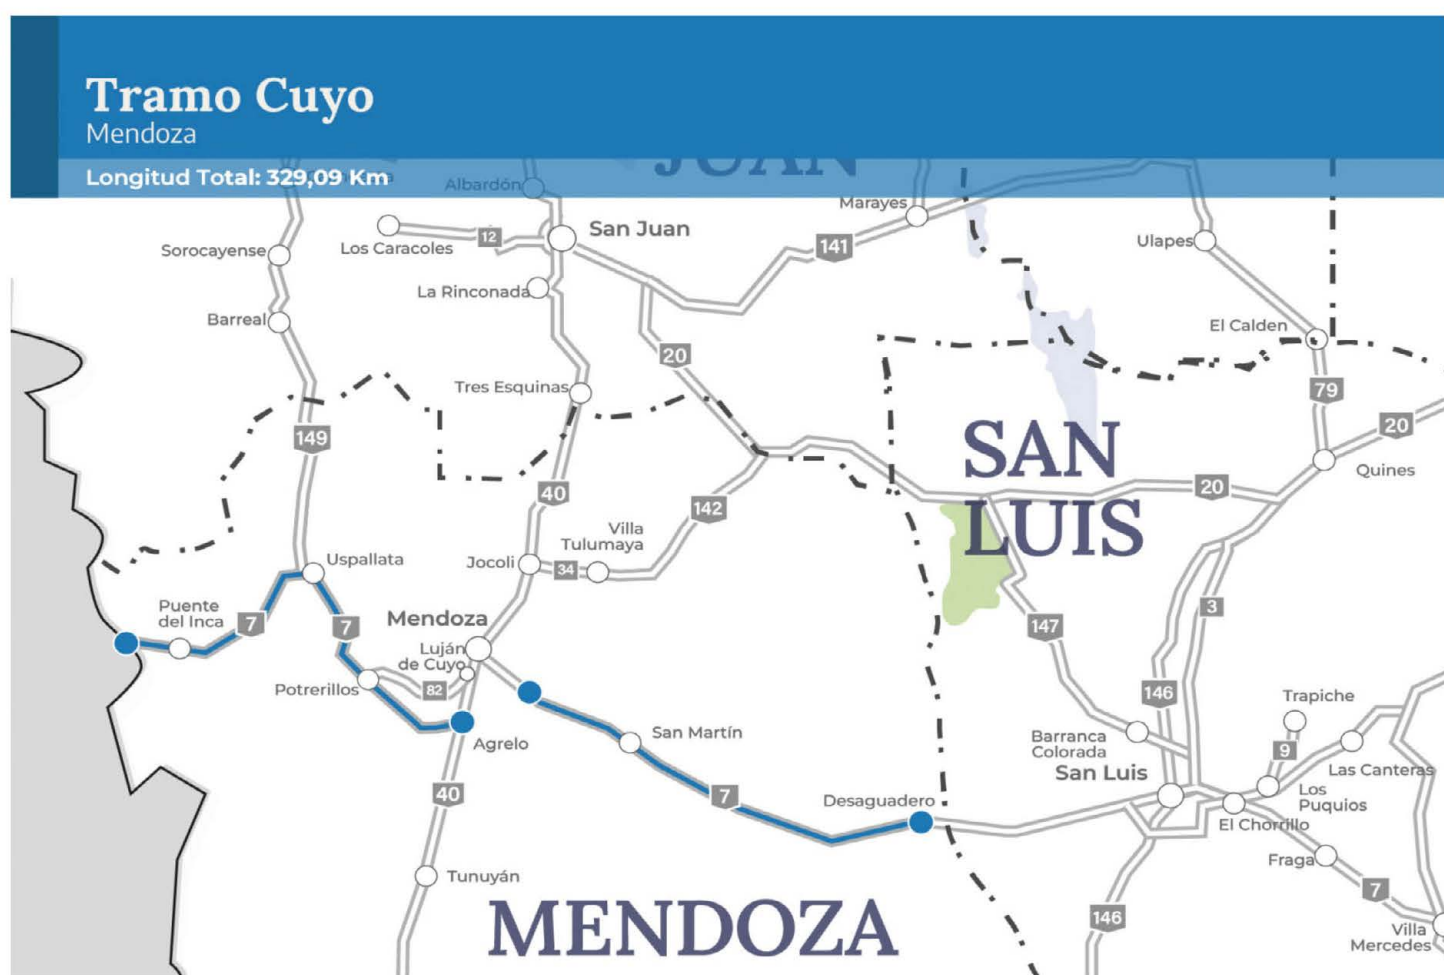 Tramo Cuyo
Mendoza
Longitud Total: 329,09 Km
JUAN
Albardón
Marayes
Los Caracoles
12
San Juan
141
Ulapes
Sorocayense
La Rinconada
Barreal
El Calden
20
Tres Esquinas
79
149
SAN
LUIS
20
Quines
40
142
20
Villa
Tulumaya
Jocoli
34
Uspallata
Puente
del Inca
7
7
Mendoza
Luján
de Cuyo
82
Potrerillos
Agrelo
3
147
146
Trapiche
San Martín
Barranca
Colorada
9
Las Canteras
San Luis
Los
Puquios
40
7
Desaguadero
El Chorrillo
Fraga
7
Tunuyán
MENDOZA
146
Villa
Mercedes